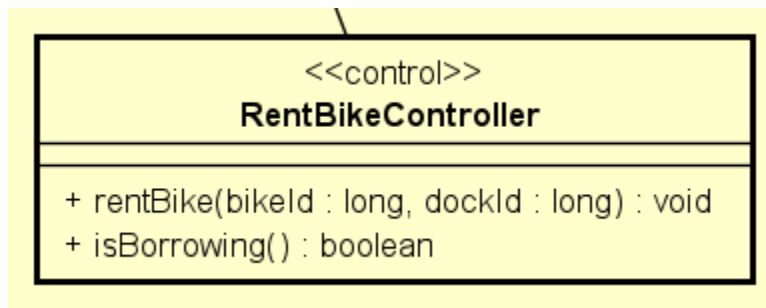 <<control>>
RentBikeController
+ rentBike(bikeId : long, dockId : long) : void
+ isBorrowing() : boolean